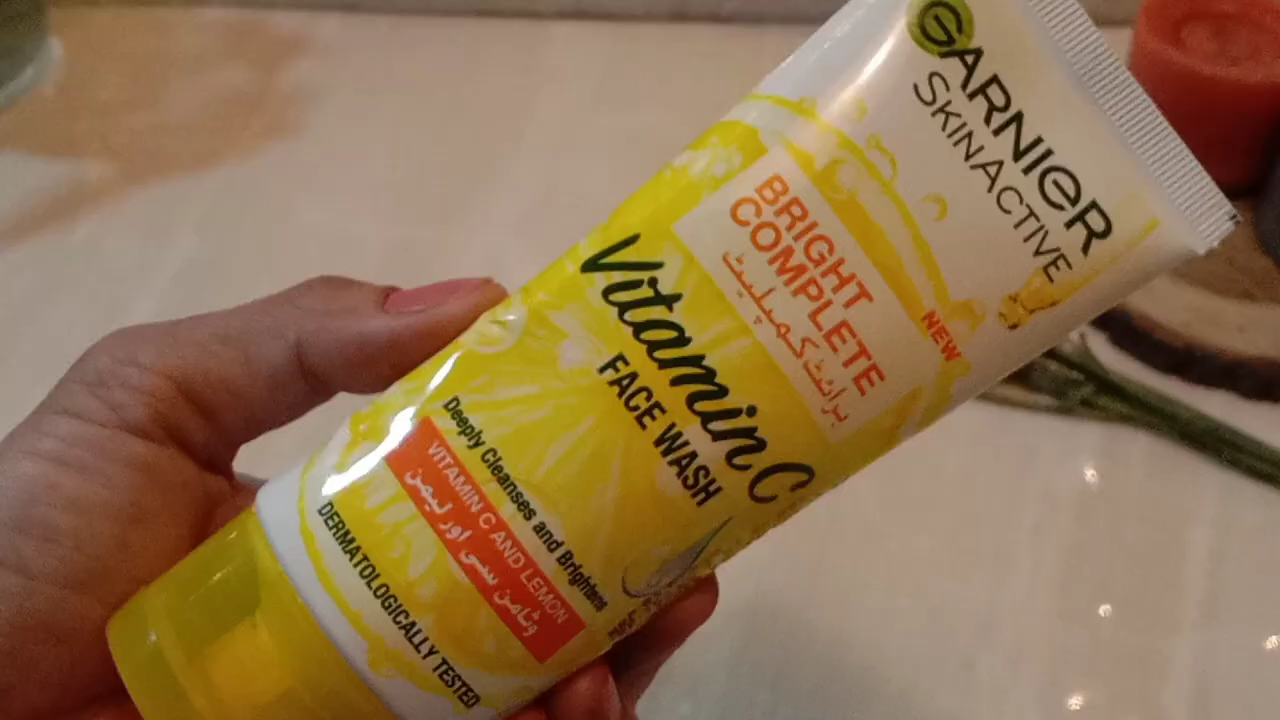 GARNIER
SKINACTIVE
BRIGHT
COMPLETE
برائٹ کمپلیٹ
NEW
Vitamin C
FACE WASH
Deeply Cleanses and Brightens
VITAMIN C AND LEMON
وٹامن سی اور لیمن
DERMATOLOGICALLY TESTED